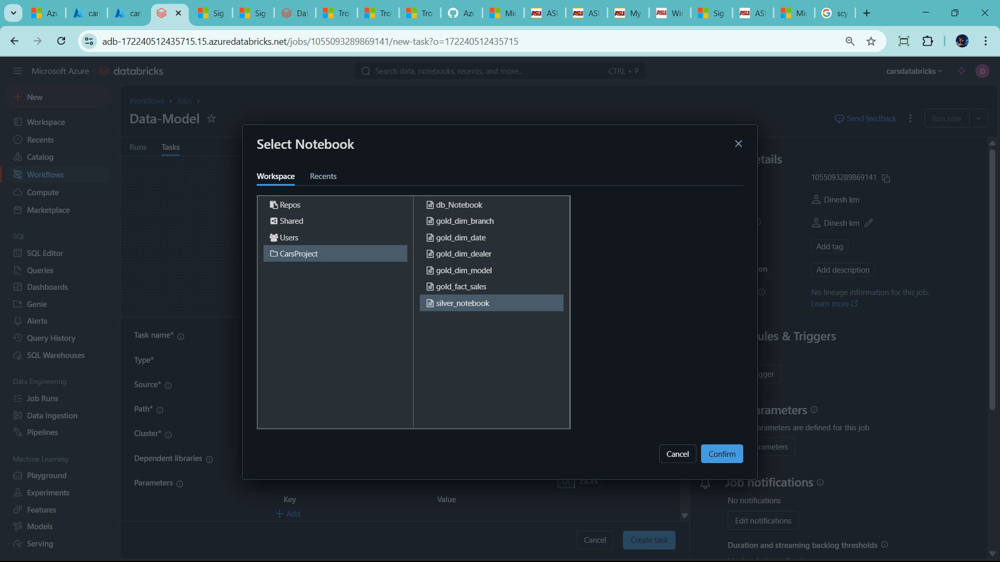 Azu
car
car
Sig
Sig
Dat
Tro
Tro
Tro
Azu
Mic
ASU
ASU
My
Wir
Sig
ASU
Mic
scy
adb-172240512435715.15.azuredatabricks.net/jobs/1055093289869141/new-task?o=172240512435715
Microsoft Azure
databricks
Search data, notebooks, recents, and more...
CTRL + P
carsdatabricks
D
New
Workspace
Recents
Catalog
Workflows
Compute
Marketplace
SQL
SQL Editor
Queries
Dashboards
Genie
Alerts
Query History
SQL Warehouses
Data Engineering
Job Runs
Data Ingestion
Pipelines
Machine Learning
Playground
Experiments
Features
Models
Serving
Workflows › Jobs ›
Data-Model
Send feedback
Run now
Runs
Tasks
Task name*
Type*
Source*
Path*
Cluster*
Dependent libraries
Parameters
UI
JSON
Key
Value
Add
Cancel
Create task
Select Notebook
Workspace
Recents
Repos
Shared
Users
CarsProject
db_Notebook
gold_dim_branch
gold_dim_date
gold_dim_dealer
gold_dim_model
gold_fact_sales
silver_notebook
Cancel
Confirm
etails
1055093289869141
Dinesh km
Dinesh km
Add tag
on
Add description
No lineage information for this job.
Learn more
ules & Triggers
gger
arameters
arameters are defined for this job
rameters
Job notifications
No notifications
Edit notifications
Duration and streaming backlog thresholds